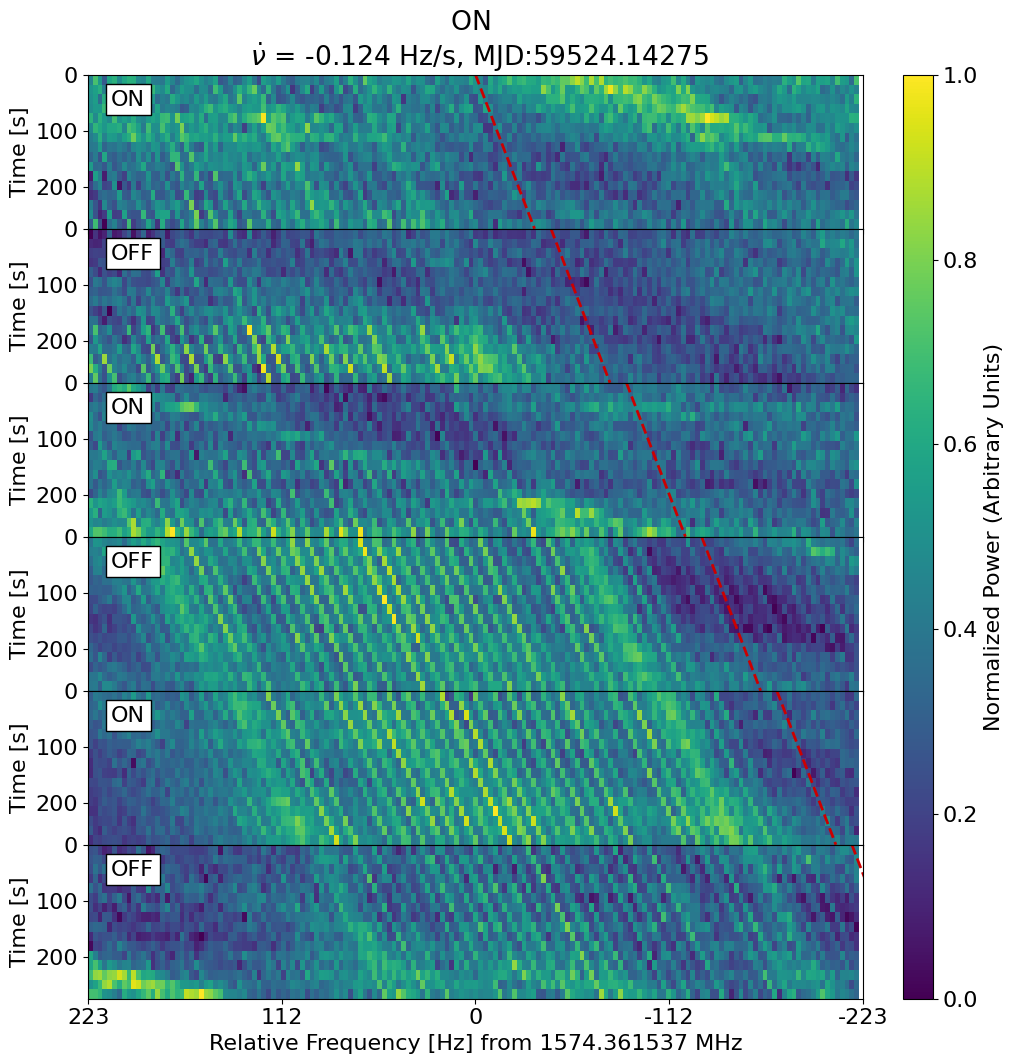 ON
ν̇ = -0.124 Hz/s, MJD:59524.14275
0
ON
100
200
Time [s]
0
OFF
100
200
Time [s]
0
ON
100
200
Time [s]
0
OFF
100
200
Time [s]
0
ON
100
200
Time [s]
0
OFF
100
200
Time [s]
223 112 0 -112 -223
Relative Frequency [Hz] from 1574.361537 MHz
1.0
0.8
0.6
0.4
0.2
0.0
Normalized Power (Arbitrary Units)